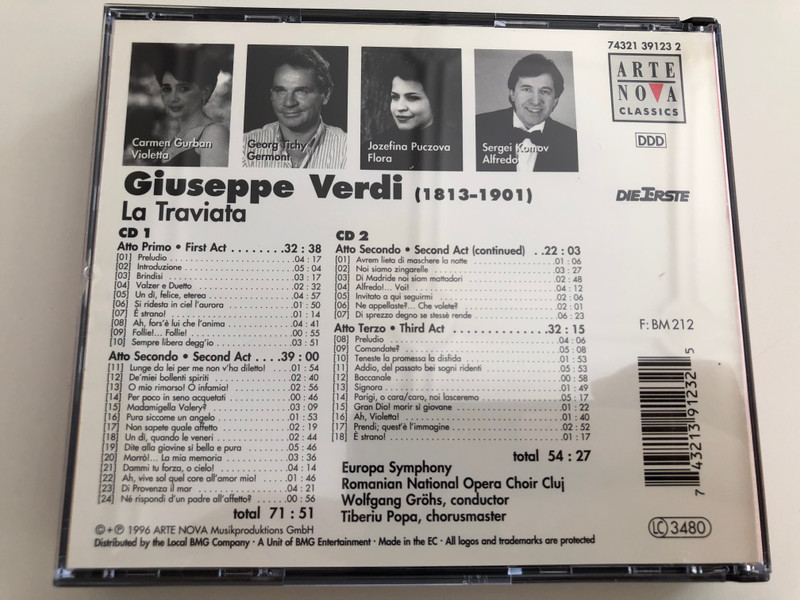 74321 39123 2
ARTE
NOVA
CLASSICS
DDD
DIE ERSTE
Carmen Gurban
Violetta
Georg Tichy
Germont
Jozefina Puczova
Flora
Sergei Komov
Alfredo
Giuseppe Verdi (1813-1901)
La Traviata
CD 1
Atto Primo • First Act ........32 : 38
[01] Preludio 04 : 17
[02] Introduzione 05 : 04
[03] Brindisi 03 : 17
[04] Valzer e Duetto 02 : 32
[05] Un dì, felice, eterea 04 : 57
[06] Si ridesta in ciel l'aurora 01 : 50
[07] È strano! 01 : 14
[08] Ah, fors'è lui che l'anima 04 : 41
[09] Follie!... Follie! 00 : 55
[10] Sempre libera degg'io 03 : 51
Atto Secondo • Second Act ....39 : 00
[11] Lunge da lei per me non v'ha diletto! 01 : 54
[12] De'miei bollenti spiriti 02 : 40
[13] O mio rimorso! O infamia! 02 : 56
[14] Per poco in seno acquetati 00 : 46
[15] Madamigella Valery? 03 : 09
[16] Pura siccome un angelo 01 : 53
[17] Non sapete quale affetto 02 : 19
[18] Un dì, quando le veneri 02 : 44
[19] Dite alla giovine sì bella e pura 05 : 46
[20] Morrò!... La mia memoria 03 : 36
[21] Dammi tu forza, o cielo! 04 : 14
[22] Ah, vive sol quel core all'amor mio! 01 : 46
[23] Di Provenza il mar 04 : 21
[24] Né rispondi d'un padre all'affetto? 00 : 56
total 71 : 51
CD 2
Atto Secondo • Second Act (continued) ..22 : 03
[01] Avrem lieta di maschere la notte 01 : 06
[02] Noi siamo zingarelle 03 : 27
[03] Di Madride noi siam mattadori 02 : 48
[04] Alfredo!... Voi! 04 : 12
[05] Invitato a qui seguirmi 02 : 06
[06] Ne appellaste?... Che volete? 02 : 01
[07] Di sprezzo degno se stessè rende 06 : 23
Atto Terzo • Third Act ..............32 : 15
[08] Preludio 04 : 06
[09] Comandate? 05 : 08
[10] Teneste la promessa la disfida 01 : 53
[11] Addio, del passato bei sogni ridenti 05 : 53
[12] Baccanale 00 : 58
[13] Signora 01 : 49
[14] Parigi, o cara/caro, noi lasceremo 05 : 17
[15] Gran Dio! morir sì giovane 01 : 22
[16] Ah, Violetta! 01 : 40
[17] Prendi; quest'è l'immagine 02 : 52
[18] È strano! 01 : 17
total 54 : 27
Europa Symphony
Romanian National Opera Choir Cluj
Wolfgang Gröhs, conductor
Tiberiu Popa, chorusmaster
F: BM 212
7 43213 91232 5
LC 3480
©+℗ 1996 ARTE NOVA Musikproduktions GmbH
Distributed by the Local BMG Company · A Unit of BMG Entertainment · Made in the EC · All logos and trademarks are protected